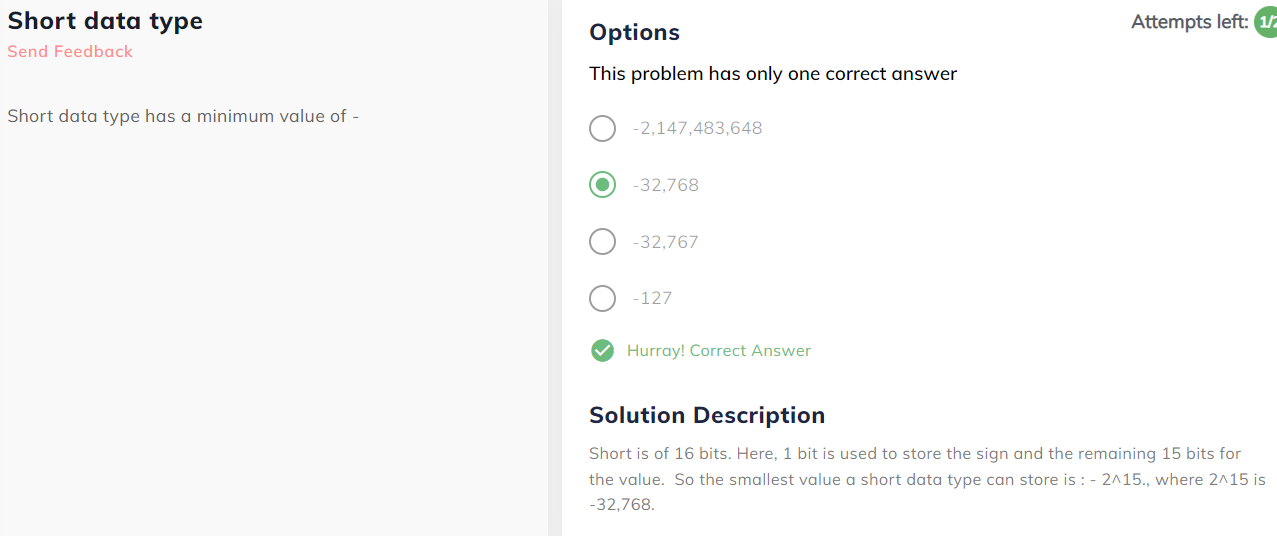 Short data type
Send Feedback
Short data type has a minimum value of -
Attempts left: 1/2
Options
This problem has only one correct answer
-2,147,483,648
-32,768
-32,767
-127
Hurray! Correct Answer
Solution Description
Short is of 16 bits. Here, 1 bit is used to store the sign and the remaining 15 bits for
the value. So the smallest value a short data type can store is : - 2^15., where 2^15 is
-32,768.